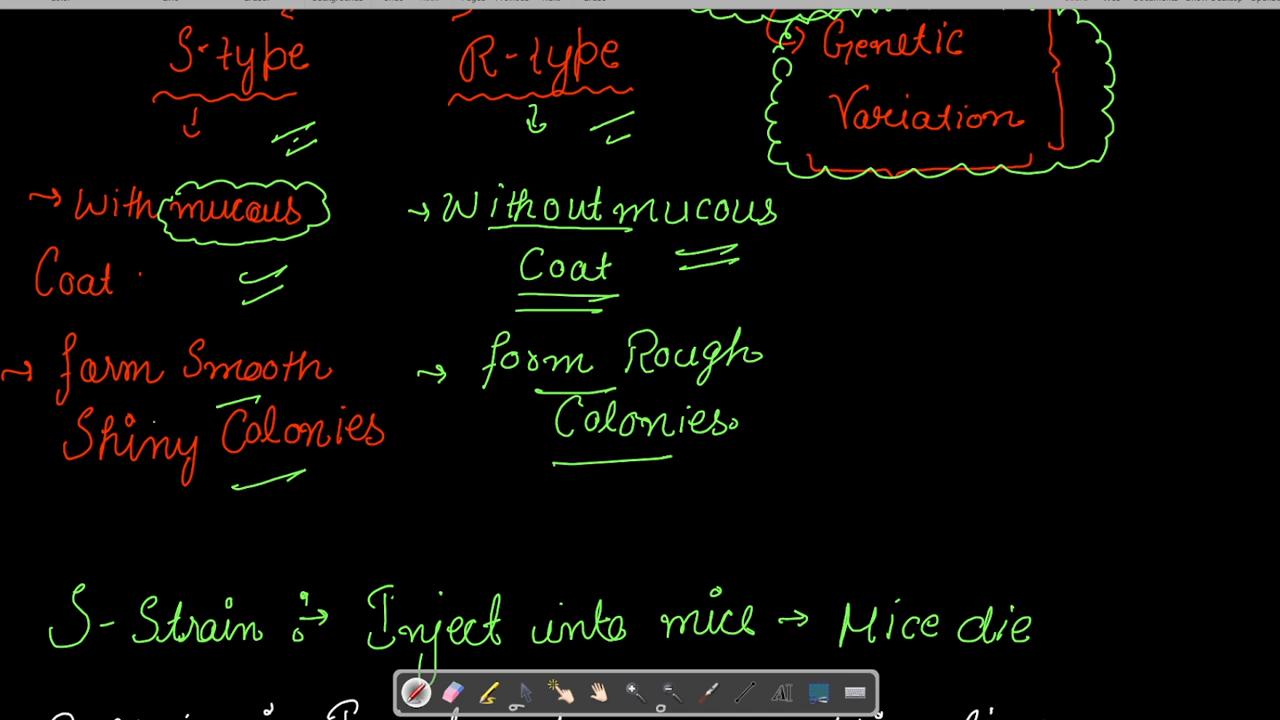 S-type R-type Genetic
Variation
→ With mucous → Without mucous
Coat Coat
→ farm Smooth → form Rough
Shiny Colonies Colonies.
S- Strain :→ Inject into mice → Mice die